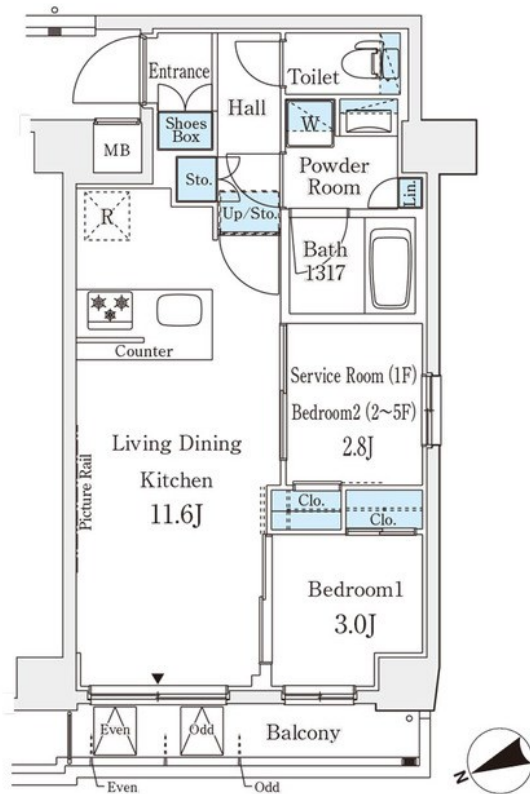 Entrance
Toilet
Shoes
Box
Hall
W
MB
Sto.
Powder
Room
Lin.
R
Up/Sto.
Bath
1317
Counter
Service Room (1F)
Bedroom2 (2~5F)
2.8J
Living Dining
Kitchen
11.6J
Picture Rail
Clo.
Clo.
Bedroom1
3.0J
Even
Odd
Balcony
Even
Odd
N